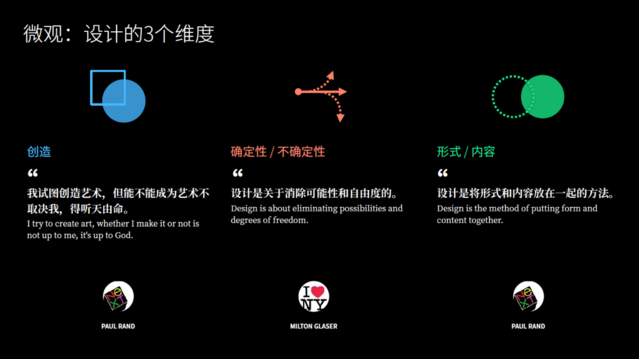 微观：设计的3个维度
创造
“
我试图创造艺术，但能不能成为艺术不
取决我，得听天由命。
I try to create art, whether I make it or not is
not up to me, it's up to God.
NeXT
PAUL RAND
确定性 / 不确定性
“
设计是关于消除可能性和自由度的。
Design is about eliminating possibilities and
degrees of freedom.
I
NY
MILTON GLASER
形式 / 内容
“
设计是将形式和内容放在一起的方法。
Design is the method of putting form and
content together.
NeXT
PAUL RAND